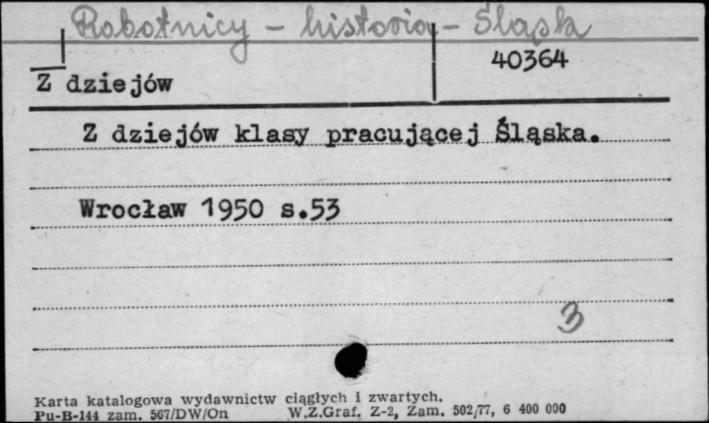 Robotnicy - historia - Śląsk
40364
Z dziejów
Z dziejów klasy pracującej Śląska.
Wrocław 1950 s.53
3
Karta katalogowa wydawnictw ciągłych i zwartych.
Pu-B-144 zam. 567/DW/On W.Z.Graf. Z-2, Zam. 502/77, 6 400 000